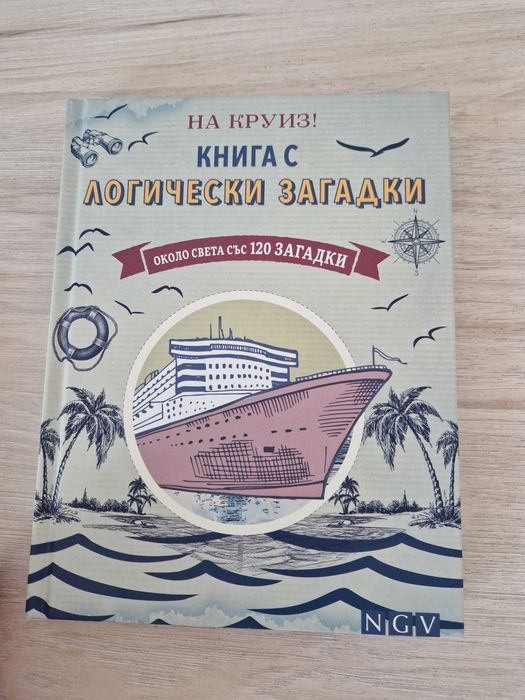 НА КРУИЗ!
КНИГА С
ЛОГИЧЕСКИ ЗАГАДКИ
ОКОЛО СВЕТА СЪС 120 ЗАГАДКИ
N
W E
S
NGV